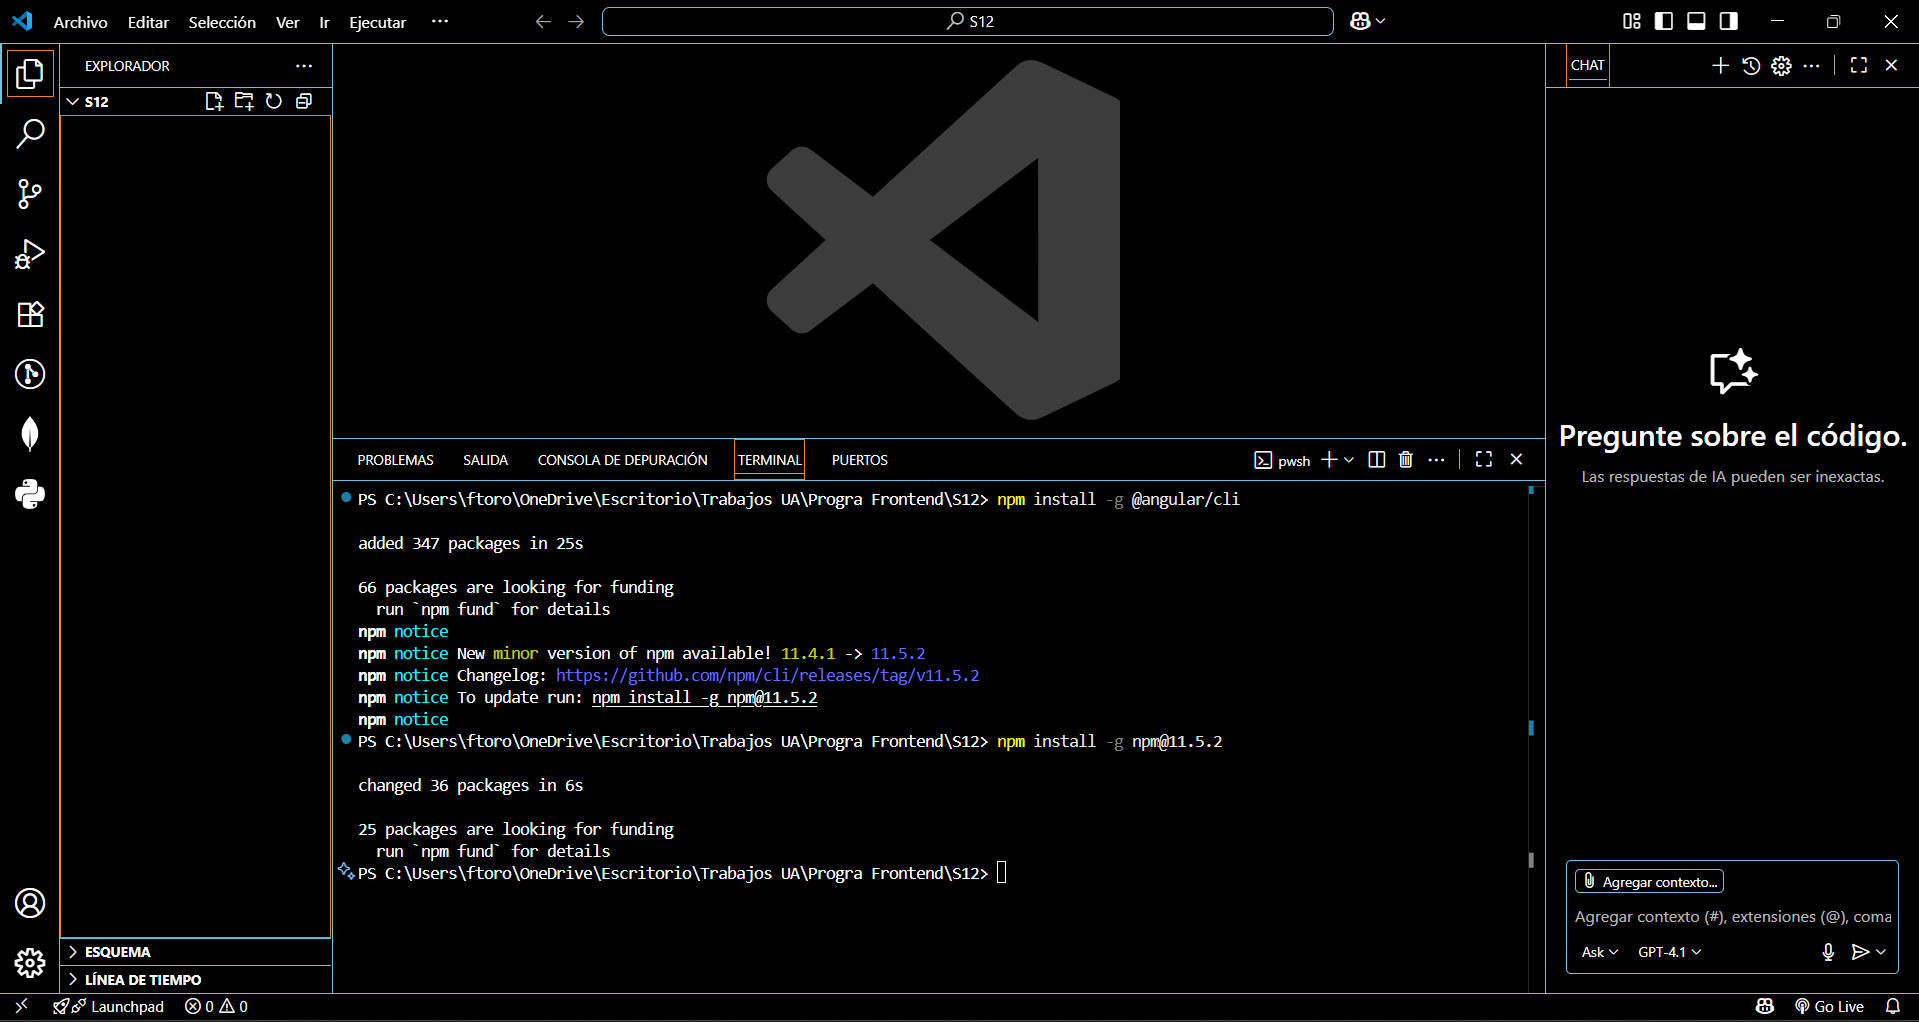 Archivo Editar Selección Ver Ir Ejecutar ···
S12
EXPLORADOR
S12
CHAT
Pregunte sobre el código.
Las respuestas de IA pueden ser inexactas.
PROBLEMAS SALIDA CONSOLA DE DEPURACIÓN TERMINAL PUERTOS
pwsh
PS C:\Users\ftoro\OneDrive\Escritorio\Trabajos UA\Progra Frontend\S12> npm install -g @angular/cli
added 347 packages in 25s
66 packages are looking for funding
run `npm fund` for details
npm notice
npm notice New minor version of npm available! 11.4.1 -> 11.5.2
npm notice Changelog: https://github.com/npm/cli/releases/tag/v11.5.2
npm notice To update run: npm install -g npm@11.5.2
npm notice
PS C:\Users\ftoro\OneDrive\Escritorio\Trabajos UA\Progra Frontend\S12> npm install -g npm@11.5.2
changed 36 packages in 6s
25 packages are looking for funding
run `npm fund` for details
PS C:\Users\ftoro\OneDrive\Escritorio\Trabajos UA\Progra Frontend\S12>
Agregar contexto...
Agregar contexto (#), extensiones (@), coma
Ask GPT-4.1
ESQUEMA
LÍNEA DE TIEMPO
Launchpad 0 0
Go Live